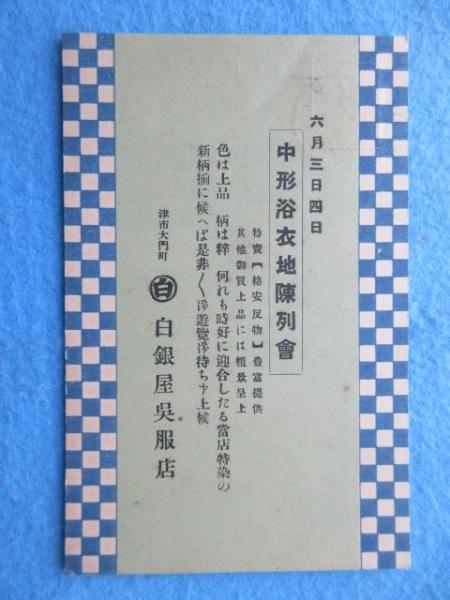 六月三日四日
中形浴衣地陳列會
特賣【格安反物】豊富提供
其他御買上品には粗景呈上
色は上品 柄は粋 何れも時好に迎合したる當店特染の
新柄揃に候へば是非〱御遊覧御待ち申上候
津市大門町
白 白銀屋呉服店